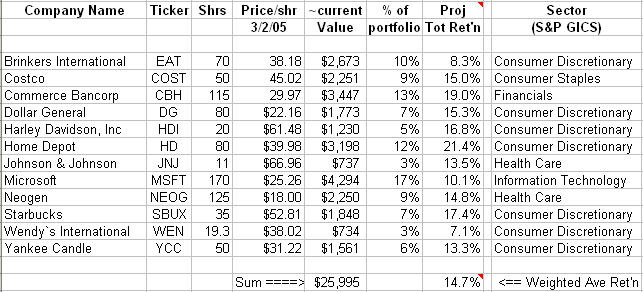 Company Name Ticker Shrs Price/shr ~current % of Proj Sector
3/2/05 Value portfolio Tot Ret'n (S&P GICS)
Brinkers International EAT 70 38.18 $2,673 10% 8.3% Consumer Discretionary
Costco COST 50 45.02 $2,251 9% 15.0% Consumer Staples
Commerce Bancorp CBH 115 29.97 $3,447 13% 19.0% Financials
Dollar General DG 80 $22.16 $1,773 7% 15.3% Consumer Discretionary
Harley Davidson, Inc HDI 20 $61.48 $1,230 5% 16.8% Consumer Discretionary
Home Depot HD 80 $39.98 $3,198 12% 21.4% Consumer Discretionary
Johnson & Johnson JNJ 11 $66.96 $737 3% 13.5% Health Care
Microsoft MSFT 170 $25.26 $4,294 17% 10.1% Information Technology
Neogen NEOG 125 $18.00 $2,250 9% 14.8% Health Care
Starbucks SBUX 35 $52.81 $1,848 7% 17.4% Consumer Discretionary
Wendy`s International WEN 19.3 $38.02 $734 3% 7.1% Consumer Discretionary
Yankee Candle YCC 50 $31.22 $1,561 6% 13.3% Consumer Discretionary
Sum ====> $25,995 14.7% <== Weighted Ave Ret'n